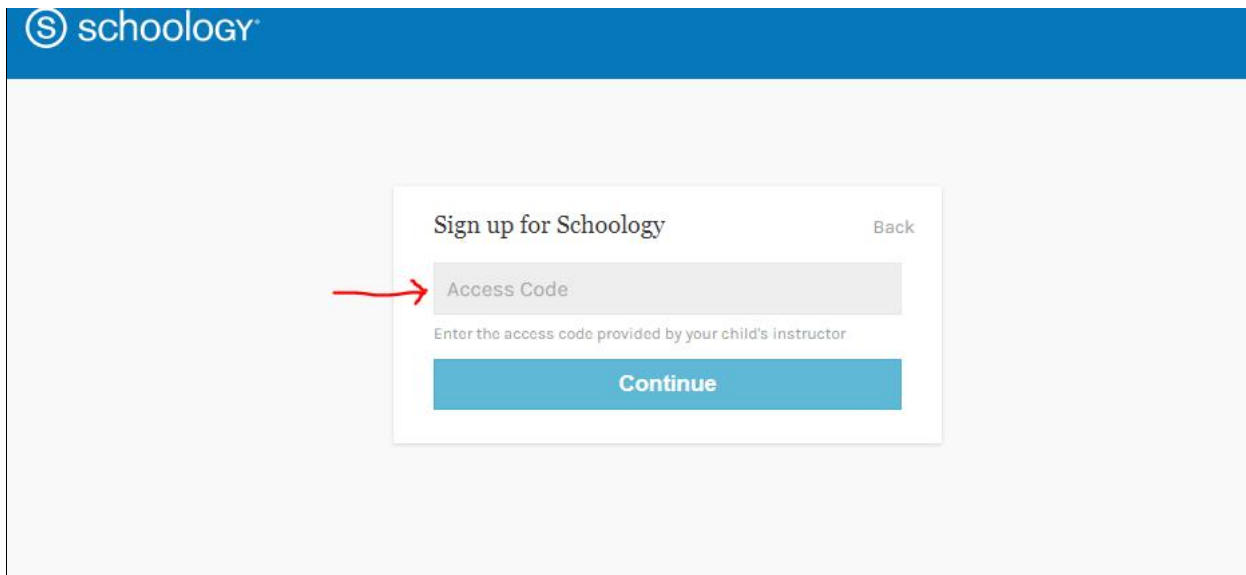 S schoology
Sign up for Schoology
Back
Access Code
Enter the access code provided by your child's instructor
Continue